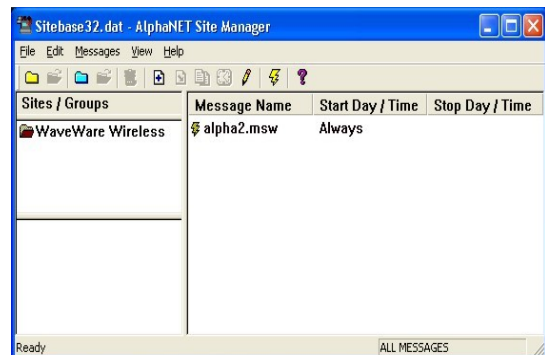 Sitebase32.dat - AlphaNET Site Manager
File Edit Messages View Help
Sites / Groups
Message Name Start Day / Time Stop Day / Time
WaveWare Wireless
alpha2.msw Always
Ready ALL MESSAGES